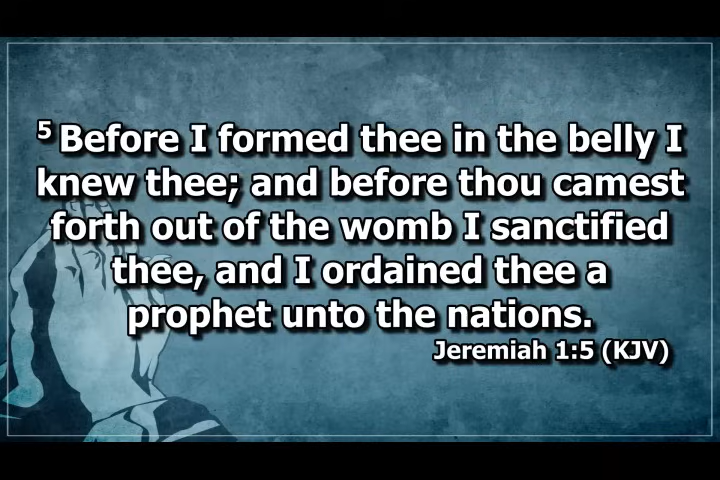 5 Before I formed thee in the belly I
knew thee; and before thou camest
forth out of the womb I sanctified
thee, and I ordained thee a
prophet unto the nations.
Jeremiah 1:5 (KJV)